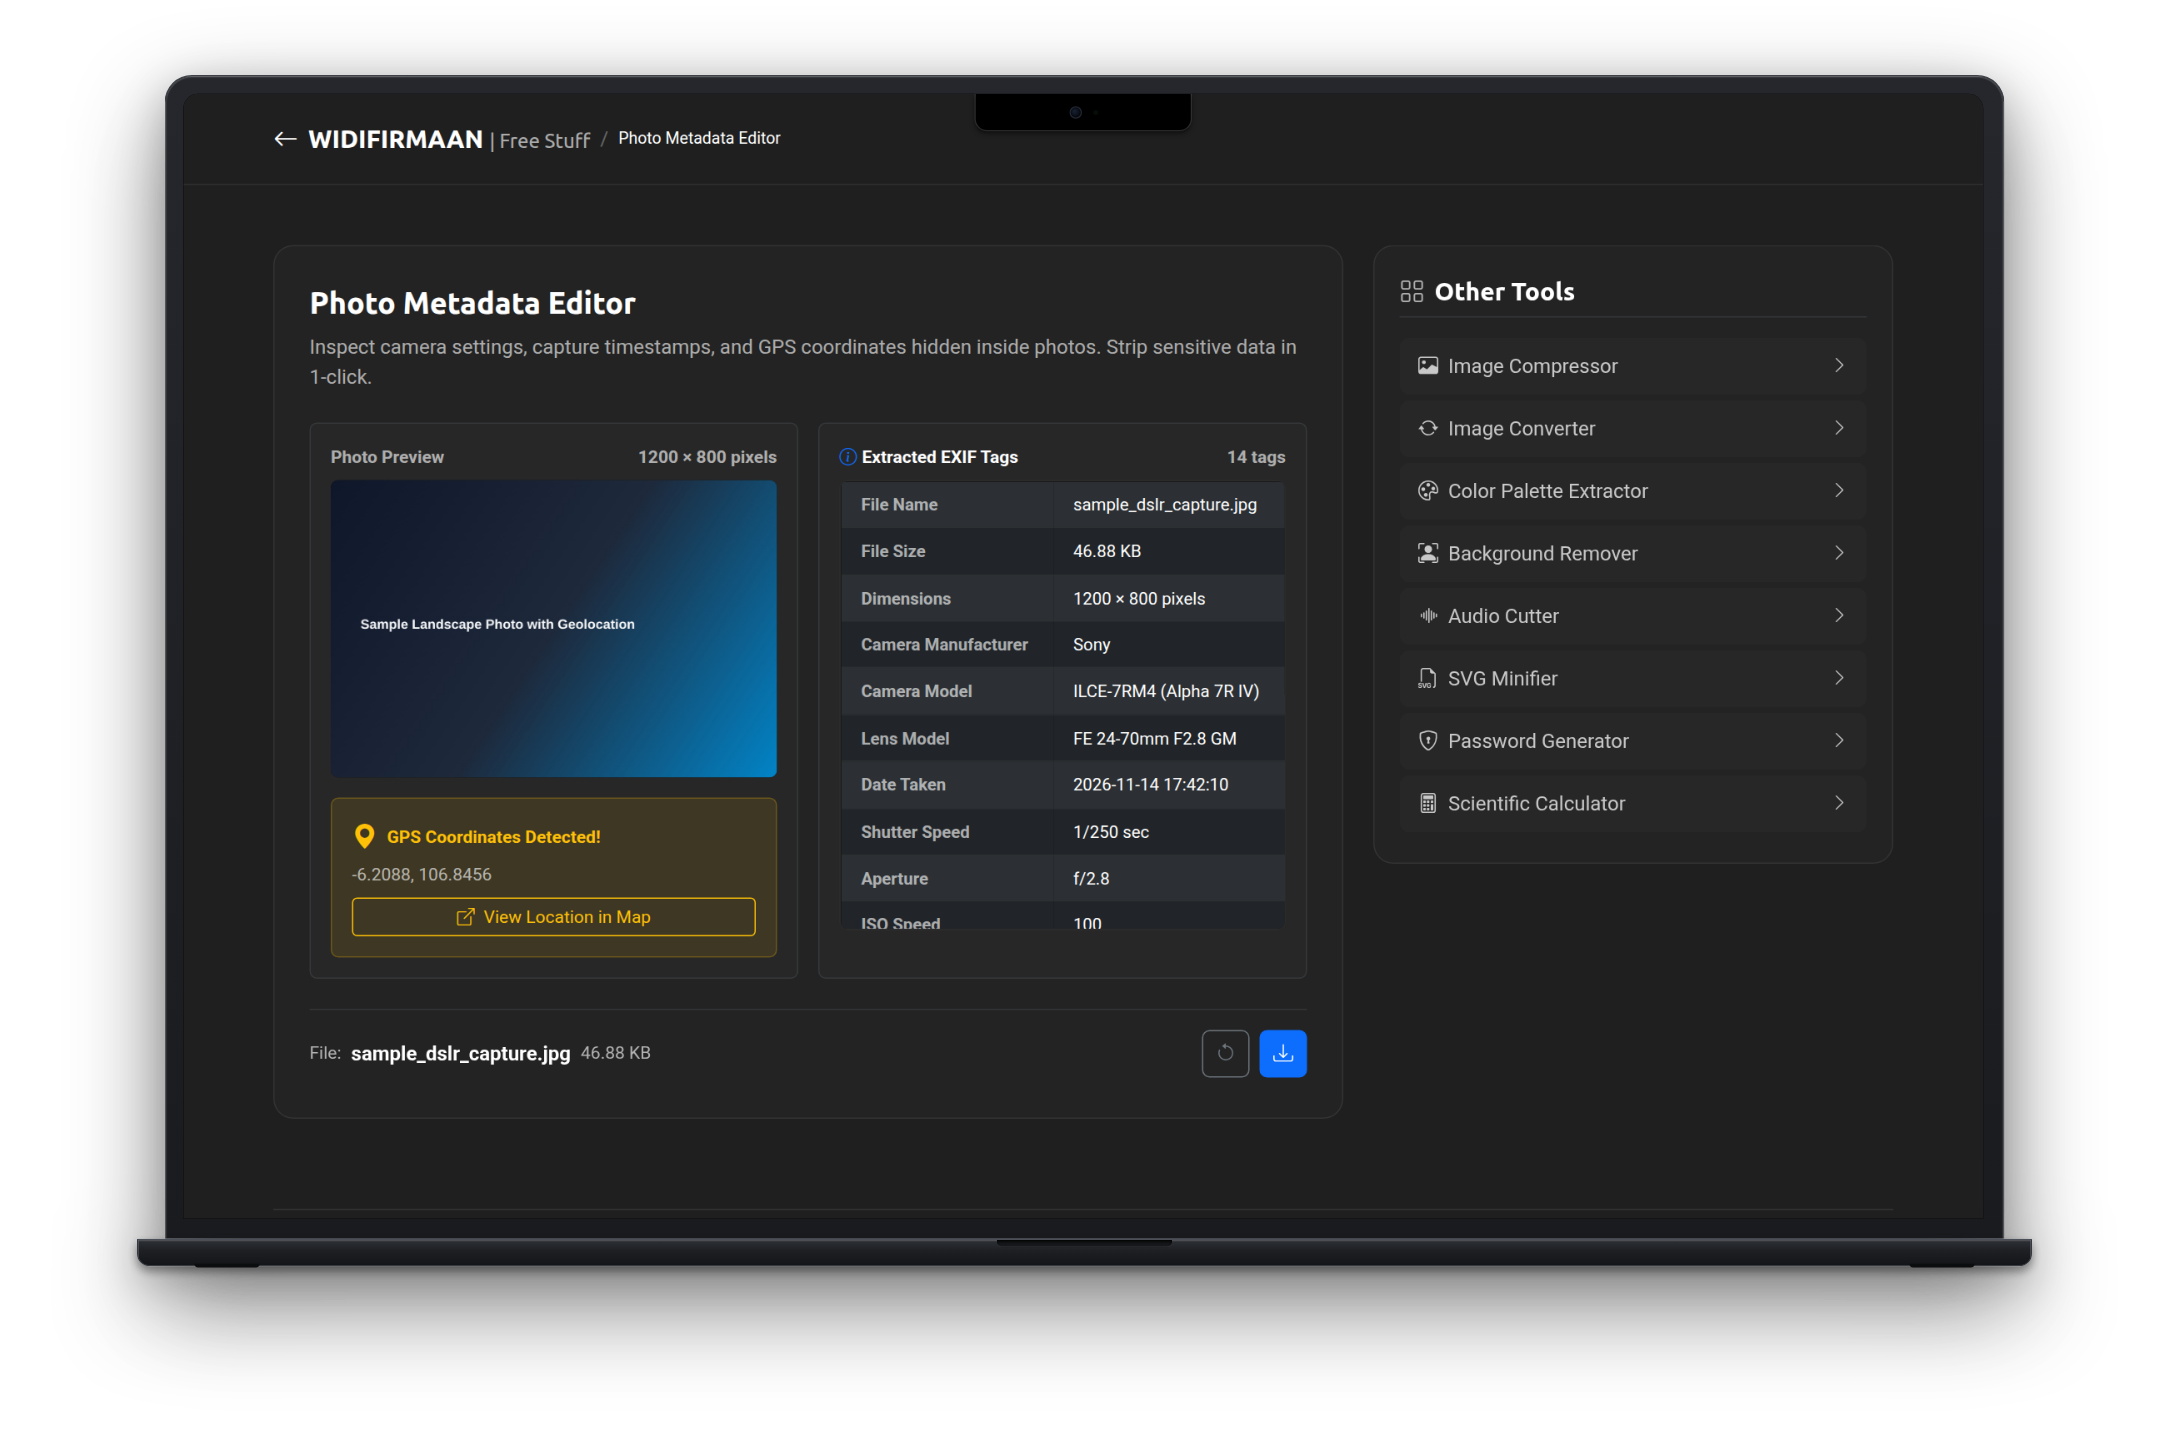 WIDIFIRMAAN | Free Stuff / Photo Metadata Editor
Photo Metadata Editor
Inspect camera settings, capture timestamps, and GPS coordinates hidden inside photos. Strip sensitive data in
1-click.
Photo Preview 1200 × 800 pixels
Sample Landscape Photo with Geolocation
GPS Coordinates Detected!
-6.2088, 106.8456
View Location in Map
Extracted EXIF Tags 14 tags
File Name sample_dslr_capture.jpg
File Size 46.88 KB
Dimensions 1200 × 800 pixels
Camera Manufacturer Sony
Camera Model ILCE-7RM4 (Alpha 7R IV)
Lens Model FE 24-70mm F2.8 GM
Date Taken 2026-11-14 17:42:10
Shutter Speed 1/250 sec
Aperture f/2.8
ISO Speed 100
File: sample_dslr_capture.jpg 46.88 KB
Other Tools
Image Compressor
Image Converter
Color Palette Extractor
Background Remover
Audio Cutter
SVG Minifier
Password Generator
Scientific Calculator